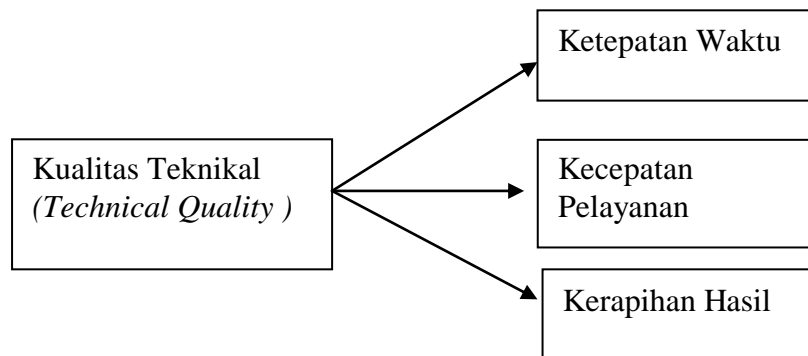 Ketepatan Waktu
Kualitas Teknikal
(Technical Quality )
Kecepatan
Pelayanan
Kerapihan Hasil